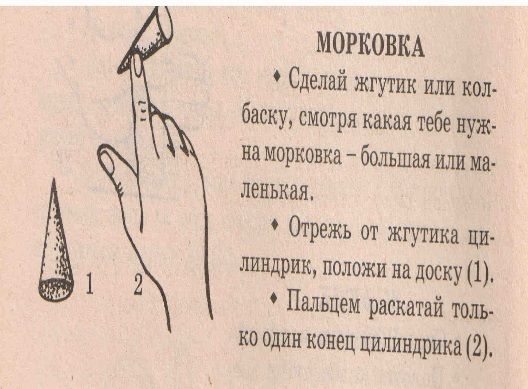 МОРКОВКА
• Сделай жгутик или кол-
баску, смотря какая тебе нуж-
на морковка – большая или ма-
ленькая.
• Отрежь от жгутика ци-
линдрик, положи на доску (1).
• Пальцем раскатай толь-
ко один конец цилиндрика (2).
1 2